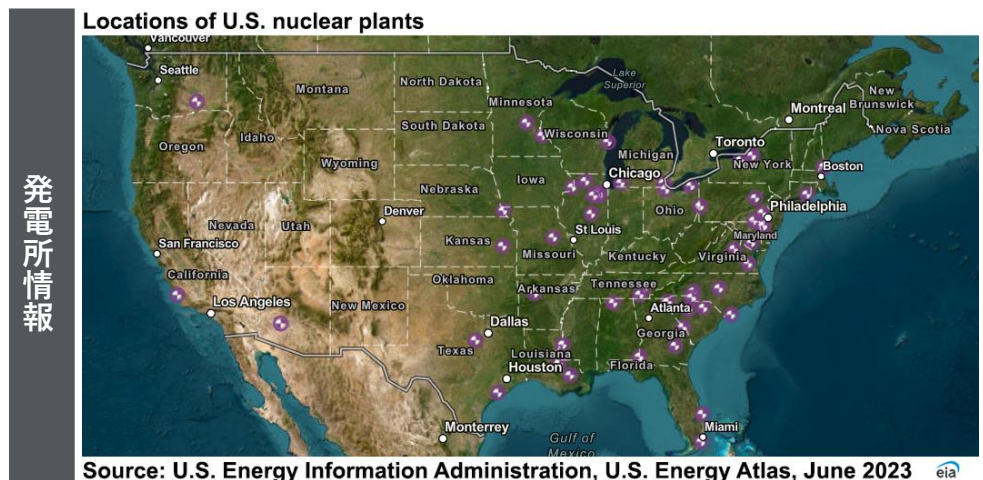 発電所情報
Locations of U.S. nuclear plants
Vancouver
Seattle
Montana
North Dakota
Minnesota
Lake
Superior
Montreal
New
Brunswick
Nova Scotia
Oregon
Idaho
South Dakota
Wisconsin
Michigan
Toronto
New York
Boston
Wyoming
Iowa
Chicago
Nebraska
Ohio
Philadelphia
Nevada
Utah
Denver
San Francisco
Kansas
St Louis
Missouri
Kentucky
Virginia
Maryland
California
Oklahoma
Arkansas
Tennessee
Los Angeles
New Mexico
Atlanta
Georgia
Dallas
Texas
Louisiana
Houston
Florida
Monterrey
Gulf of
Mexico
Miami
Source: U.S. Energy Information Administration, U.S. Energy Atlas, June 2023
eia